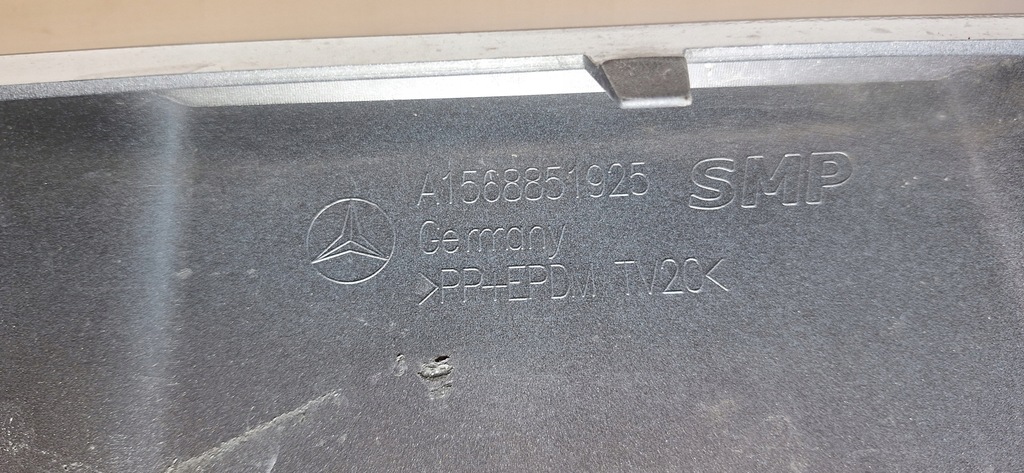 A1568851925 SMP
Germany
>PP+EPDM TV20<